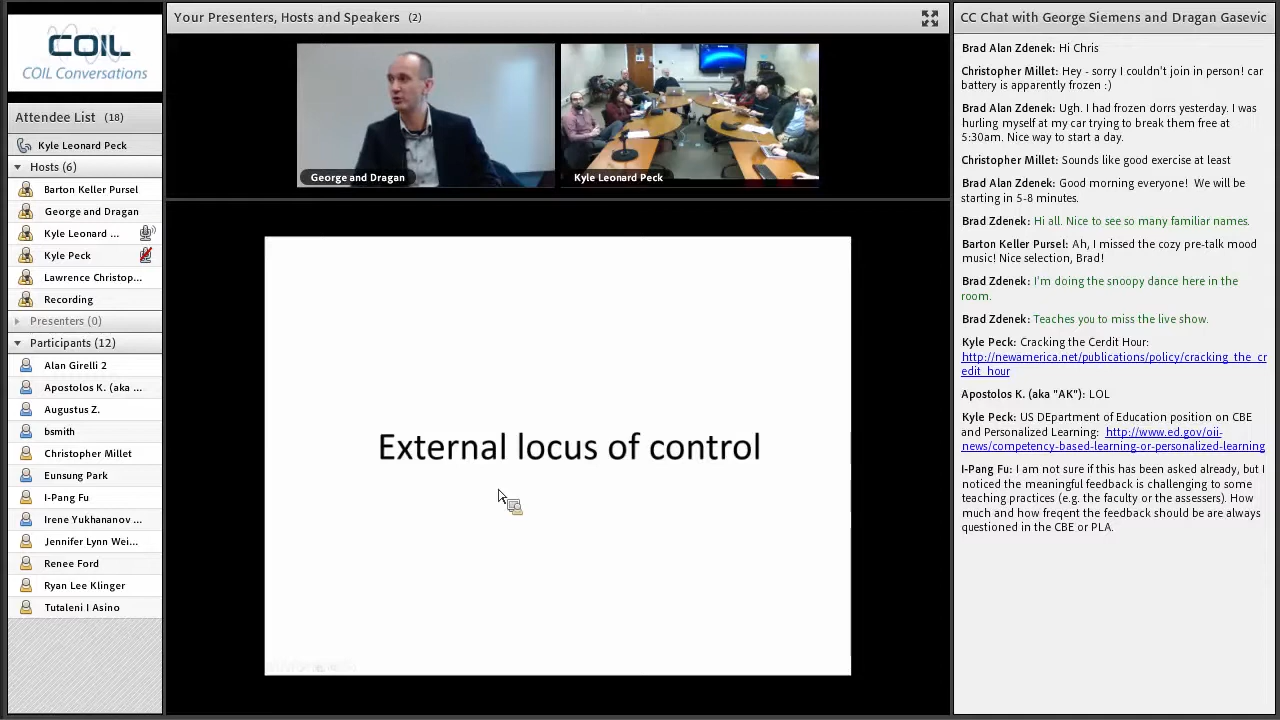 COIL
COIL Conversations
Attendee List (18)
Kyle Leonard Peck
Hosts (6)
Barton Keller Pursel
George and Dragan
Kyle Leonard ...
Kyle Peck
Lawrence Christop...
Recording
Presenters (0)
Participants (12)
Alan Girelli 2
Apostolos K. (aka ...
Augustus Z.
bsmith
Christopher Millet
Eunsung Park
I-Pang Fu
Irene Yukhananov ...
Jennifer Lynn Wei...
Renee Ford
Ryan Lee Klinger
Tutaleni I Asino
Your Presenters, Hosts and Speakers (2)
George and Dragan
Kyle Leonard Peck
External locus of control
CC Chat with George Siemens and Dragan Gasevic
Brad Alan Zdenek: Hi Chris
Christopher Millet: Hey - sorry I couldn't join in person! car
battery is apparently frozen :)
Brad Alan Zdenek: Ugh. I had frozen dorrs yesterday. I was
hurling myself at my car trying to break them free at
5:30am. Nice way to start a day.
Christopher Millet: Sounds like good exercise at least
Brad Alan Zdenek: Good morning everyone! We will be
starting in 5-8 minutes.
Brad Zdenek: Hi all. Nice to see so many familiar names.
Barton Keller Pursel: Ah, I missed the cozy pre-talk mood
music! Nice selection, Brad!
Brad Zdenek: I'm doing the snoopy dance here in the
room.
Brad Zdenek: Teaches you to miss the live show.
Kyle Peck: Cracking the Cerdit Hour:
http://newamerica.net/publications/policy/cracking_the_cr
edit_hour
Apostolos K. (aka "AK"): LOL
Kyle Peck: US DEpartment of Education position on CBE
and Personalized Learning: http://www.ed.gov/oii-
news/competency-based-learning-or-personalized-learning
I-Pang Fu: I am not sure if this has been asked already, but I
noticed the meaningful feedback is challenging to some
teaching practices (e.g. the faculty or the assessers). How
much and how freqent the feedback should be are always
questioned in the CBE or PLA.